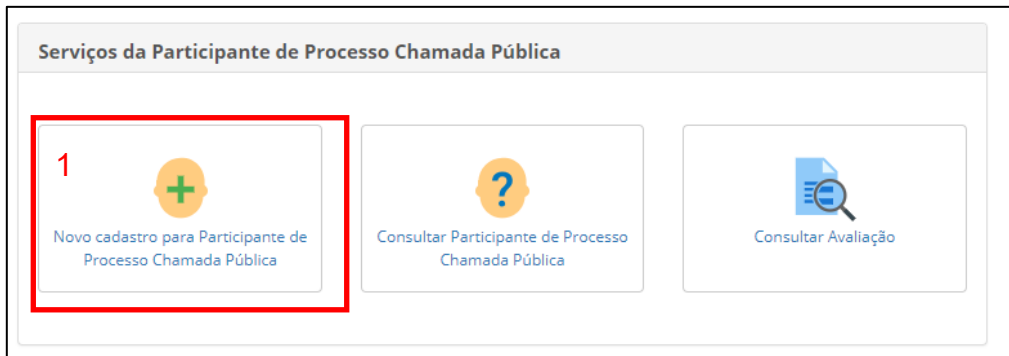 Serviços da Participante de Processo Chamada Pública
1
Novo cadastro para Participante de
Processo Chamada Pública
Consultar Participante de Processo
Chamada Pública
Consultar Avaliação